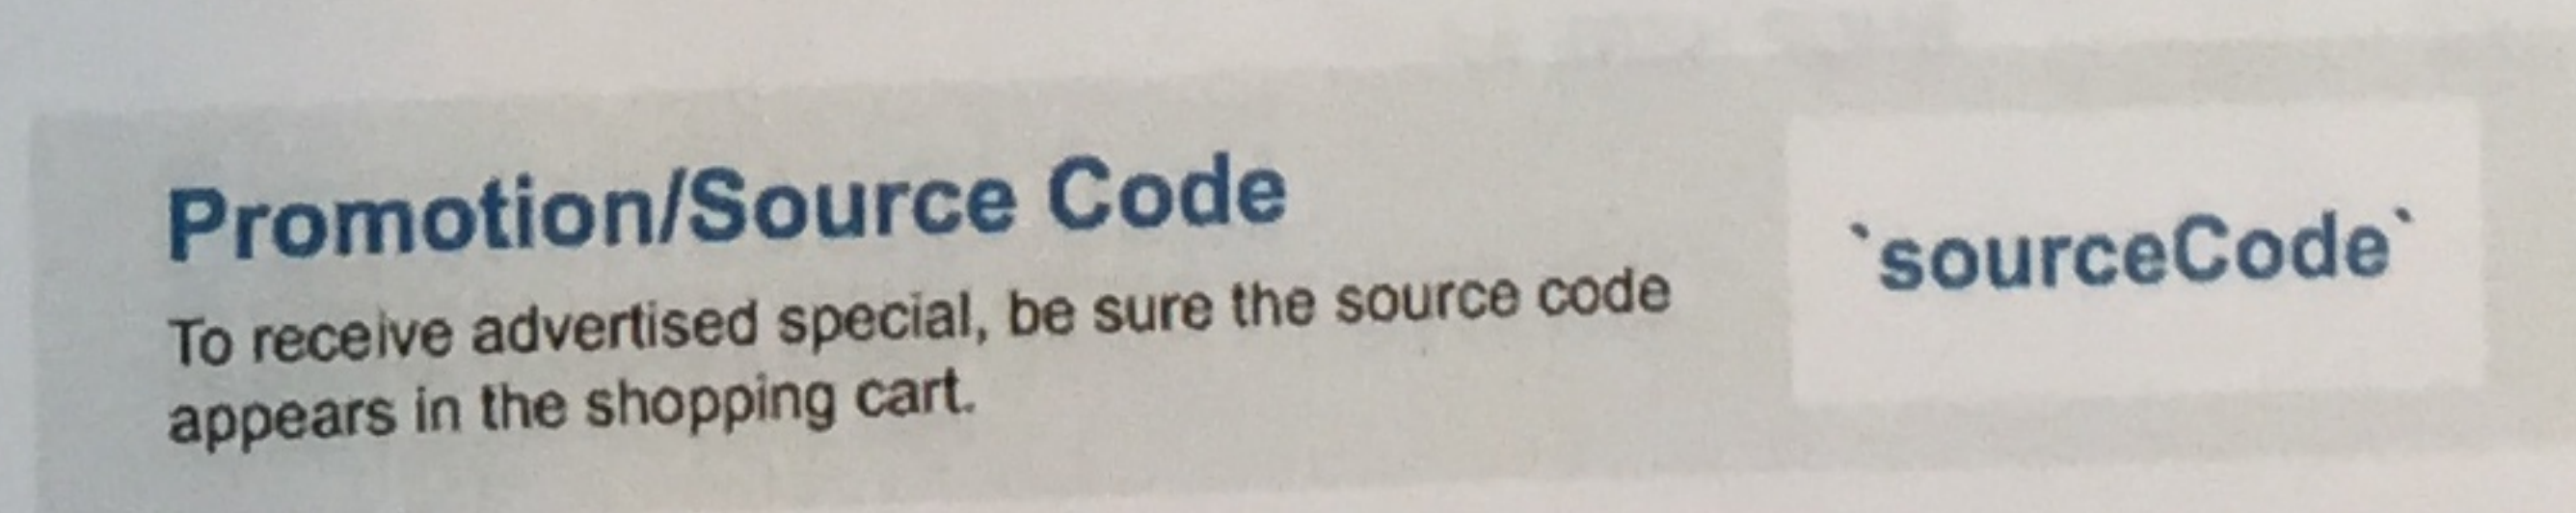 Promotion/Source Code
To receive advertised special, be sure the source code
appears in the shopping cart.
`sourceCode`